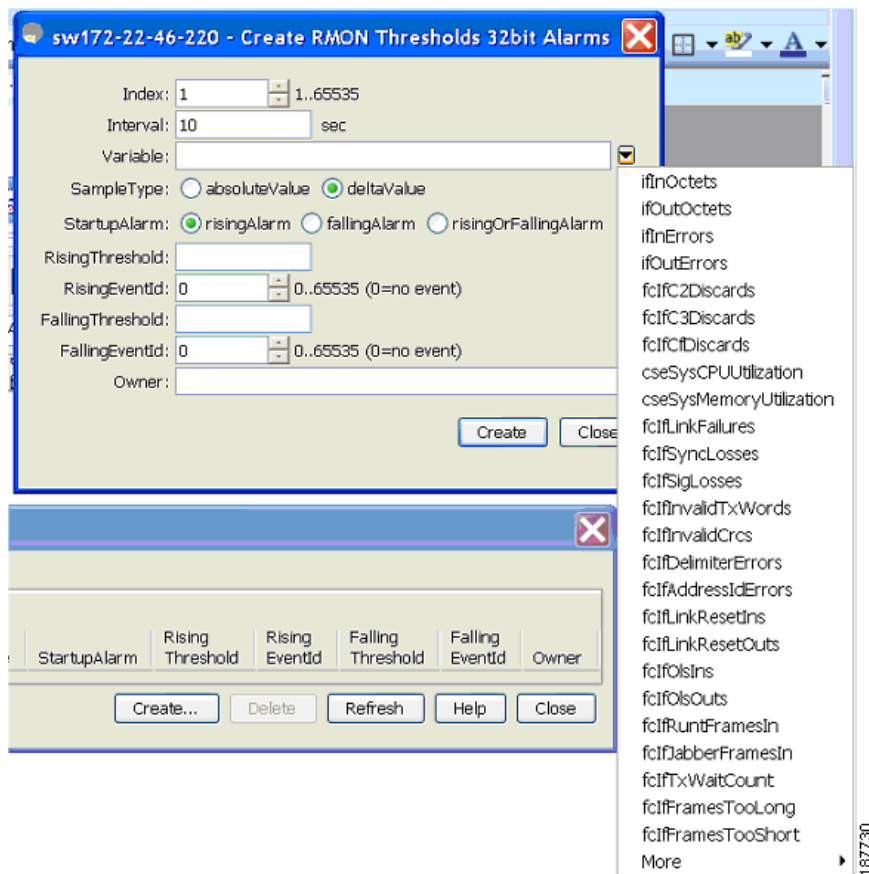 sw172-22-46-220 - Create RMON Thresholds 32bit Alarms
Index: 1 1..65535
Interval: 10 sec
Variable:
SampleType: absoluteValue deltaValue
StartupAlarm: risingAlarm fallingAlarm risingOrFallingAlarm
RisingThreshold:
RisingEventId: 0 0..65535 (0=no event)
FallingThreshold:
FallingEventId: 0 0..65535 (0=no event)
Owner:
Create Close
ifInOctets
ifOutOctets
ifInErrors
ifOutErrors
fcIfC2Discards
fcIfC3Discards
fcIfCfDiscards
cseSysCPUUtilization
cseSysMemoryUtilization
fcIfLinkFailures
fcIfSyncLosses
fcIfSigLosses
fcIfInvalidTxWords
fcIfInvalidCrcs
fcIfDelimiterErrors
fcIfAddressIdErrors
fcIfLinkResetIns
fcIfLinkResetOuts
fcIfOlsIns
fcIfOlsOuts
fcIfRuntFramesIn
fcIfJabberFramesIn
fcIfTxWaitCount
fcIfFramesTooLong
fcIfFramesTooShort
More
StartupAlarm Rising Threshold Rising EventId Falling Threshold Falling EventId Owner
Create... Delete Refresh Help Close
187730